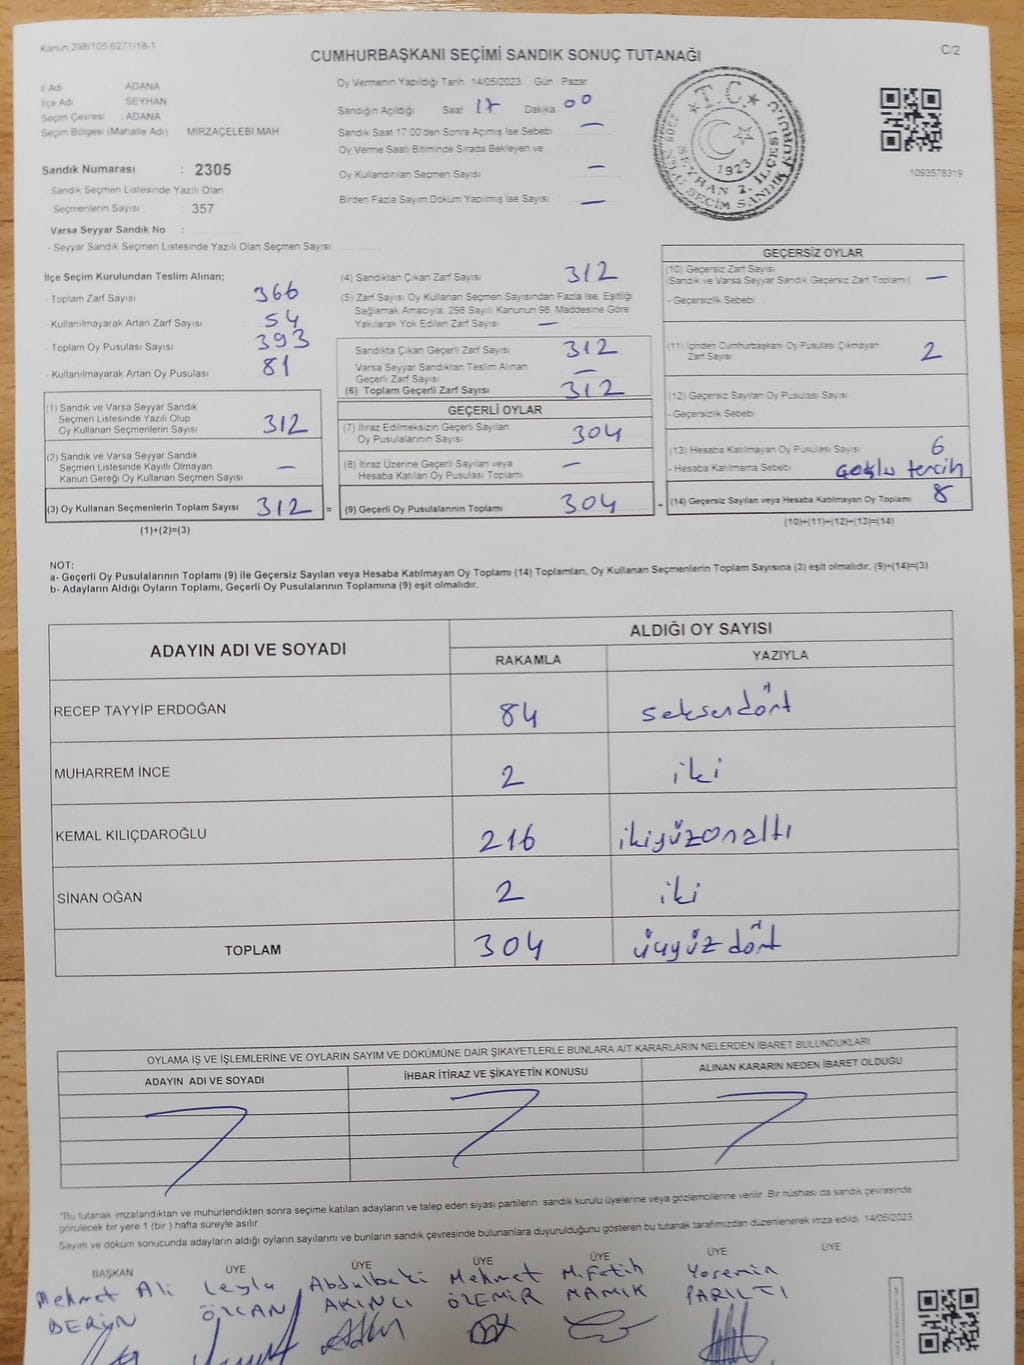 Kanun 298/105,6271/18-1
C/2
CUMHURBAŞKANI SEÇİMİ SANDIK SONUÇ TUTANAĞI
İl Adı : ADANA
İlçe Adı : SEYHAN
Seçim Çevresi : ADANA
Seçim Bölgesi (Mahalle Adı) MİRZAÇELEBİ MAH
Sandık Numarası : 2305
Sandık Seçmen Listesinde Yazılı Olan
Seçmenlerin Sayısı : 357
Varsa Seyyar Sandık No :
- Seyyar Sandık Seçmen Listesinde Yazılı Olan Seçmen Sayısı
Oy Vermenin Yapıldığı Tarih 14/05/2023 Gün Pazar
Sandığın Açıldığı Saat 17 Dakika 00
Sandık Saat 17:00'den Sonra Açımış İse Sebebi —
Oy Verme Saati Bitiminde Sırada Bekleyen ve
Oy Kullandırılan Seçmen Sayısı —
Birden Fazla Sayım Döküm Yapılmış İse Sayısı —
T.C.
SEYHAN 2. İLÇESİ
1923
1093578319
İlçe Seçim Kurulundan Teslim Alınan;
- Toplam Zarf Sayısı 366
- Kullanılmayarak Artan Zarf Sayısı 54
- Toplam Oy Pusulası Sayısı 393
- Kullanılmayarak Artan Oy Pusulası 81
(1) Sandık ve Varsa Seyyar Sandık
Seçmen Listesinde Yazılı Olup
Oy Kullanan Seçmenlerin Sayısı 312
(2) Sandık ve Varsa Seyyar Sandık
Seçmen Listesinde Kayıtlı Olmayan
Kanun Gereği Oy Kullanan Seçmen Sayısı —
(3) Oy Kullanan Seçmenlerin Toplam Sayısı 312 =
(1)+(2)=(3)
(4) Sandıktan Çıkan Zarf Sayısı 312
(5) Zarf Sayısı Oy Kullanan Seçmen Sayısından Fazla İse, Eşitliği
Sağlamak Amacıyla, 298 Sayılı Kanunun 98. Maddesine Göre
Yakılarak Yok Edilen Zarf Sayısı —
Sandıkta Çıkan Geçerli Zarf Sayısı 312
Varsa Seyyar Sandıktan Teslim Alınan
Geçerli Zarf Sayısı —
(6) Toplam Geçerli Zarf Sayısı 312
GEÇERLİ OYLAR
(7) İtiraz Edilmeksizin Geçerli Sayılan
Oy Pusulalarının Sayısı 304
(8) İtiraz Üzerine Geçerli Sayılan veya
Hesaba Katılan Oy Pusulası Toplamı —
(9) Geçerli Oy Pusulalarının Toplamı 304 +
GEÇERSİZ OYLAR
(10) Geçersiz Zarf Sayısı
(Sandık ve Varsa Seyyar Sandık Geçersiz Zarf Toplamı) —
- Geçersizlik Sebebi
(11) İçinden Cumhurbaşkanı Oy Pusulası Çıkmayan
Zarf Sayısı 2
(12) Geçersiz Sayılan Oy Pusulası Sayısı
- Geçersizlik Sebebi
(13) Hesaba Katılmayan Oy Pusulası Sayısı 6
- Hesaba Katılmama Sebebi tercih
(14) Geçersiz Sayılan veya Hesaba Katılmayan Oy Toplamı 8
(10)+(11)+(12)+(13)=(14)
NOT:
a- Geçerli Oy Pusulalarının Toplamı (9) ile Geçersiz Sayılan veya Hesaba Katılmayan Oy Toplamı (14) Toplamları, Oy Kullanan Seçmenlerin Toplam Sayısına (3) eşit olmalıdır. (9)+(14)=(3)
b- Adayların Aldığı Oyların Toplamı, Geçerli Oy Pusulalarının Toplamına (9) eşit olmalıdır.
ADAYIN ADI VE SOYADI
ALDIĞI OY SAYISI
RAKAMLA YAZIYLA
RECEP TAYYİP ERDOĞAN 84 seksendört
MUHARREM İNCE 2 iki
KEMAL KILIÇDAROĞLU 216 ikiyüzonaltı
SİNAN OĞAN 2 iki
TOPLAM 304 üçyüzdört
OYLAMA İŞ VE İŞLEMLERİNE VE OYLARIN SAYIM VE DÖKÜMÜNE DAİR ŞİKAYETLERLE BUNLARA AİT KARARLARIN NELERDEN İBARET BULUNDUKLARI
ADAYIN ADI VE SOYADI İHBAR İTİRAZ VE ŞİKAYETİN KONUSU ALINAN KARARIN NEDEN İBARET OLDUĞU
"Bu tutanak imzalandıktan ve mühürlendikten sonra seçime katılan adayların ve talep eden siyasi partilerin sandık kurulu üyelerine veya gözlemcilerine verilir. Bir nüshası da sandık çevresinde
görülecek bir yere 1 (bir) hafta süreyle asılır.
Sayım ve döküm sonucunda adayların aldığı oyların sayılarını ve bunların sandık çevresinde bulunanlara duyurulduğunu gösteren bu tutanak tarafımızdan düzenlenerek imza edildi. 14/05/2023
BAŞKAN ÜYE ÜYE ÜYE ÜYE ÜYE ÜYE
Mehmet Ali Leyla Abdulbaki Mehmet M.Fatih Yasemin
DERYN ÖZCAN AKINCI ÖZEMİR MAMIK PARILTI